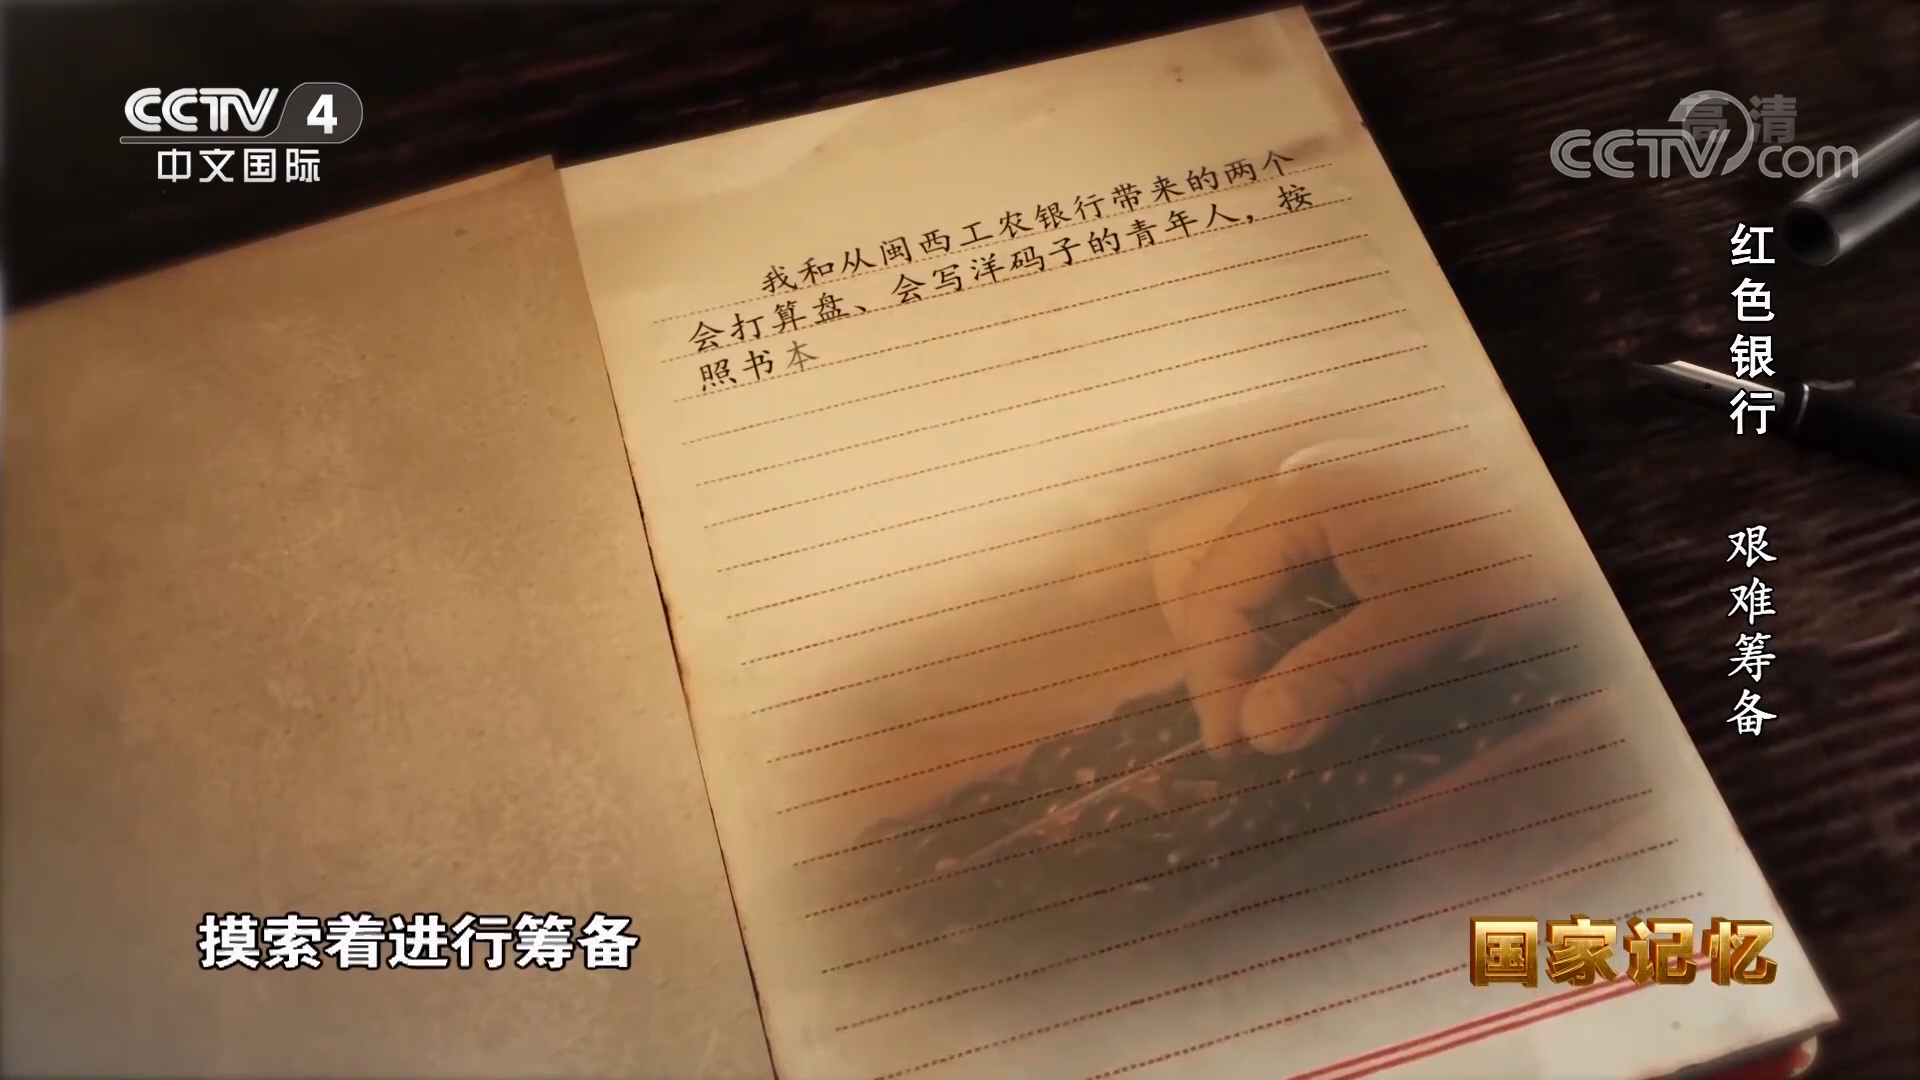 CCTV 4
中文国际
高清
CCTV com
我和从闽西工农银行带来的两个
会打算盘、会写洋码子的青年人，按
照书本
红色银行 艰难筹备
摸索着进行筹备
国家记忆